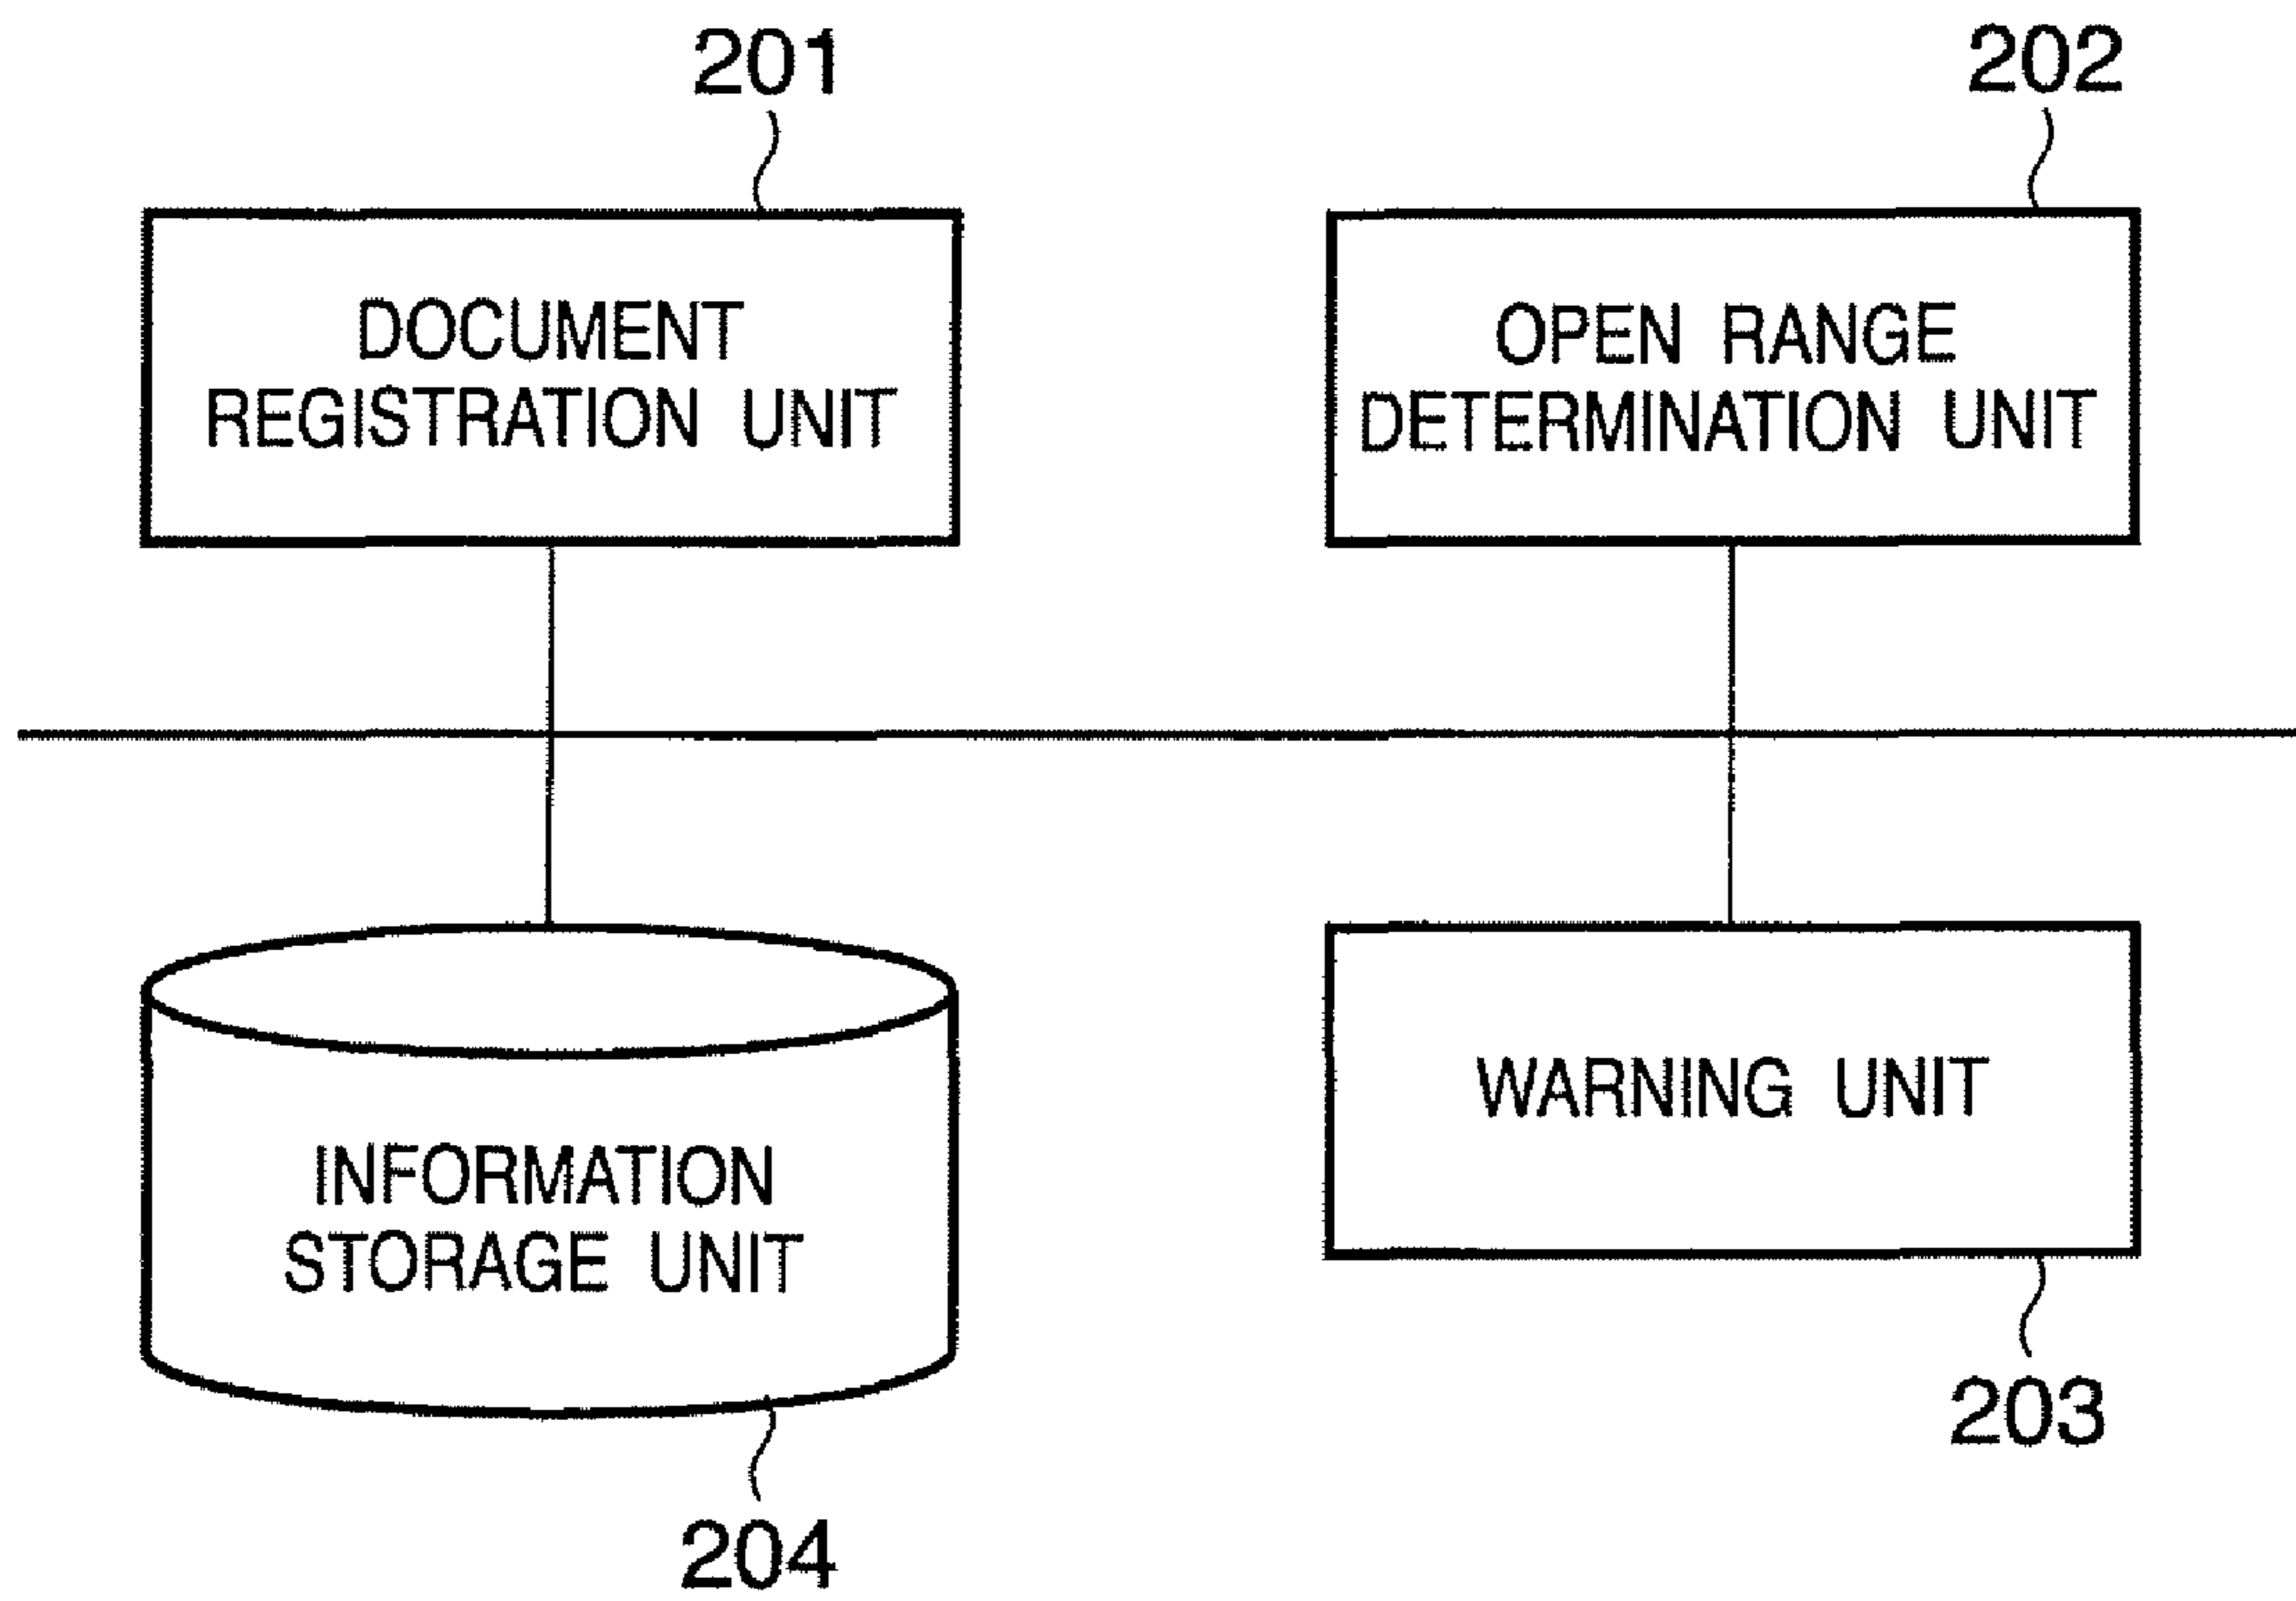 201
202
DOCUMENT
REGISTRATION UNIT
OPEN RANGE
DETERMINATION UNIT
INFORMATION
STORAGE UNIT
WARNING UNIT
203
204